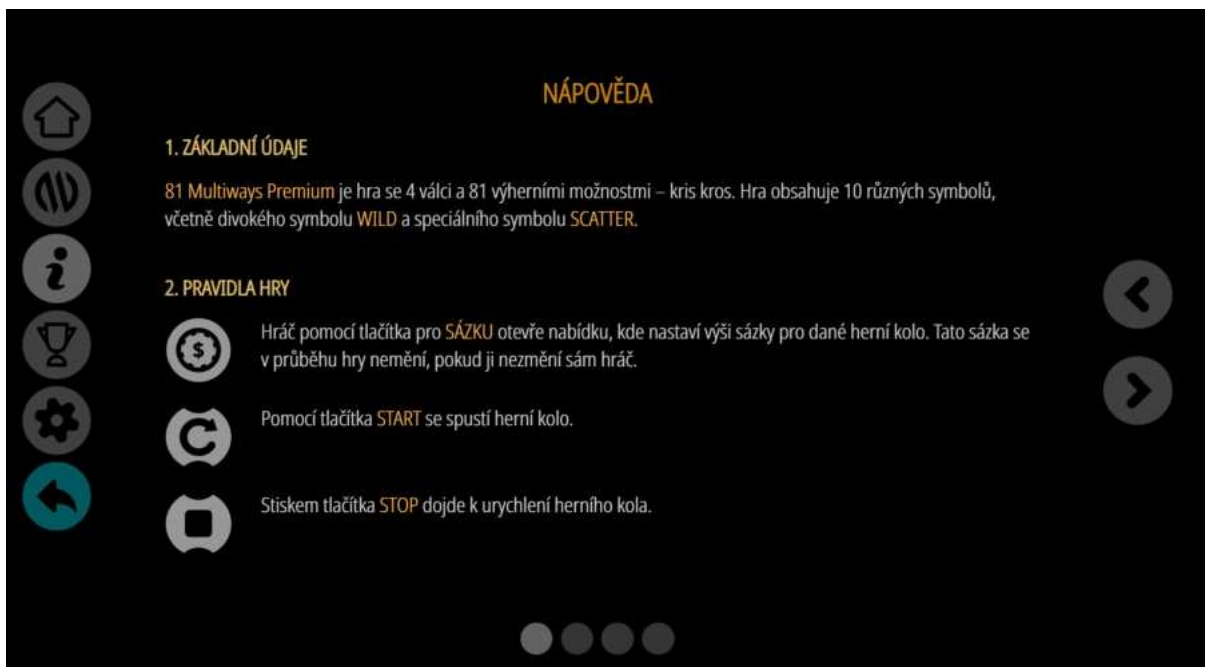 NÁPOVĚDA
1. ZÁKLADNÍ ÚDAJE
81 Multiways Premium je hra se 4 válci a 81 výherními možnostmi – kris kros. Hra obsahuje 10 různých symbolů,
včetně divokého symbolu WILD a speciálního symbolu SCATTER.
2. PRAVIDLA HRY
Hráč pomocí tlačítka pro SÁZKU otevře nabídku, kde nastaví výši sázky pro dané herní kolo. Tato sázka se
v průběhu hry nemění, pokud ji nezmění sám hráč.
Pomocí tlačítka START se spustí herní kolo.
Stiskem tlačítka STOP dojde k urychlení herního kola.